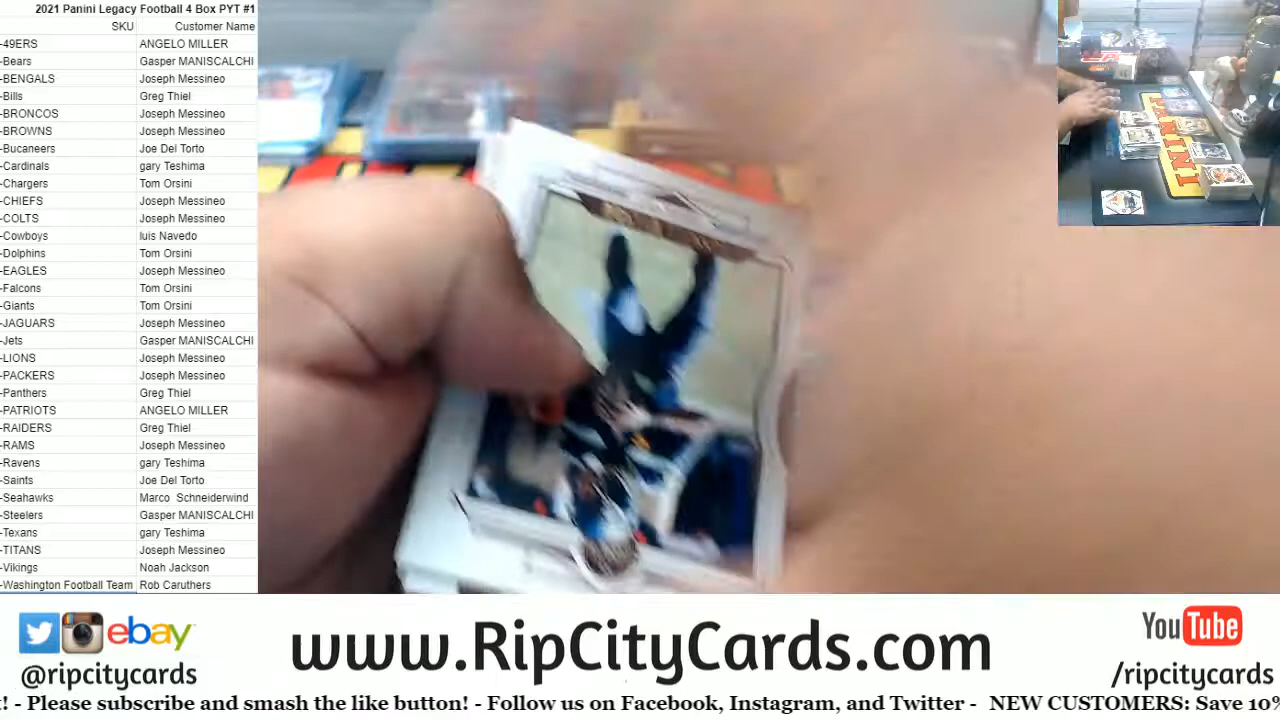 2021 Panini Legacy Football 4 Box PYT #1
SKU Customer Name
-49ERS ANGELO MILLER
-Bears Gasper MANISCALCHI
-BENGALS Joseph Messineo
-Bills Greg Thiel
-BRONCOS Joseph Messineo
-BROWNS Joseph Messineo
-Bucaneers Joe Del Torto
-Cardinals gary Teshima
-Chargers Tom Orsini
-CHIEFS Joseph Messineo
-COLTS Joseph Messineo
-Cowboys luis Navedo
-Dolphins Tom Orsini
-EAGLES Joseph Messineo
-Falcons Tom Orsini
-Giants Tom Orsini
-JAGUARS Joseph Messineo
-Jets Gasper MANISCALCHI
-LIONS Joseph Messineo
-PACKERS Joseph Messineo
-Panthers Greg Thiel
-PATRIOTS ANGELO MILLER
-RAIDERS Greg Thiel
-RAMS Joseph Messineo
-Ravens gary Teshima
-Saints Joe Del Torto
-Seahawks Marco Schneiderwind
-Steelers Gasper MANISCALCHI
-Texans gary Teshima
-TITANS Joseph Messineo
-Vikings Noah Jackson
-Washington Football Team Rob Caruthers
ebay
@ripcitycards
www.RipCityCards.com
YouTube
/ripcitycards
! - Please subscribe and smash the like button! - Follow us on Facebook, Instagram, and Twitter - NEW CUSTOMERS: Save 10%